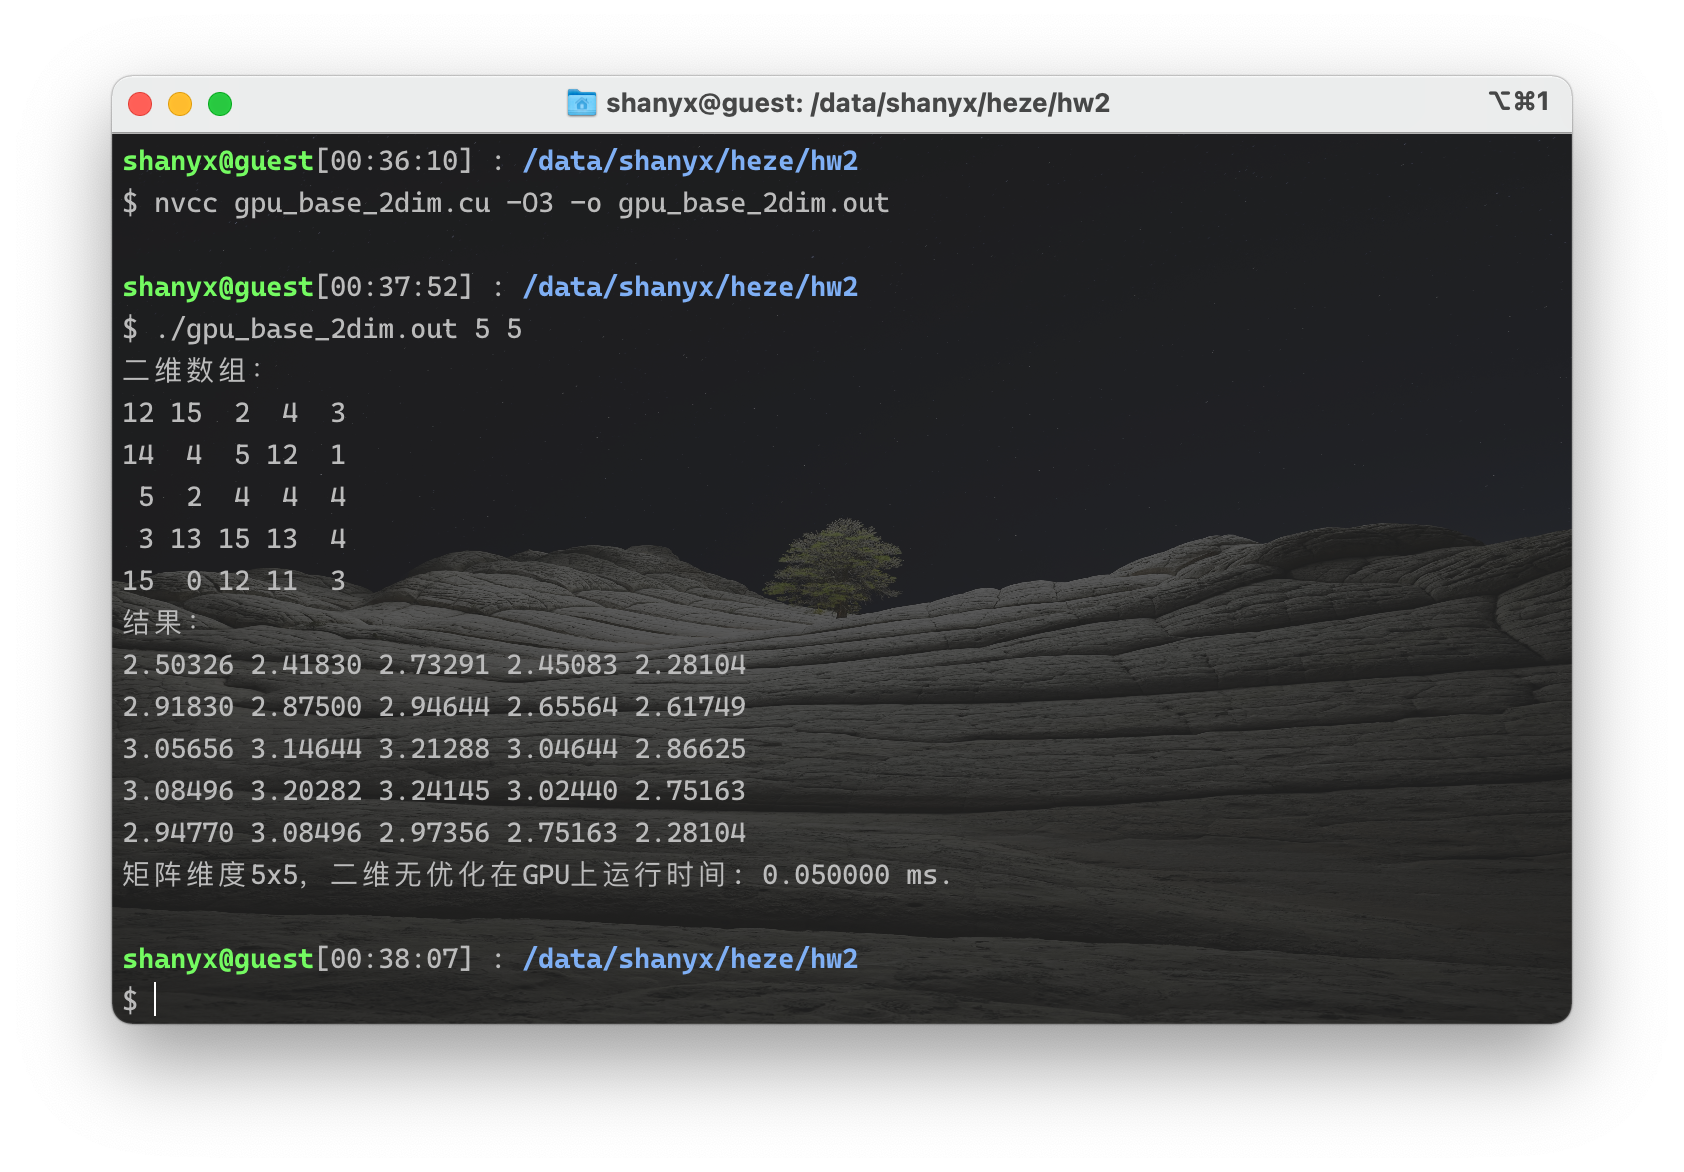 shanyx@guest: /data/shanyx/heze/hw2 ⌥⌘1
shanyx@guest[00:36:10] : /data/shanyx/heze/hw2
$ nvcc gpu_base_2dim.cu -O3 -o gpu_base_2dim.out
shanyx@guest[00:37:52] : /data/shanyx/heze/hw2
$ ./gpu_base_2dim.out 5 5
二维数组：
12 15  2  4  3
14  4  5 12  1
 5  2  4  4  4
 3 13 15 13  4
15  0 12 11  3
结果：
2.50326 2.41830 2.73291 2.45083 2.28104
2.91830 2.87500 2.94644 2.65564 2.61749
3.05656 3.14644 3.21288 3.04644 2.86625
3.08496 3.20282 3.24145 3.02440 2.75163
2.94770 3.08496 2.97356 2.75163 2.28104
矩阵维度5x5, 二维无优化在GPU上运行时间: 0.050000 ms.
shanyx@guest[00:38:07] : /data/shanyx/heze/hw2
$